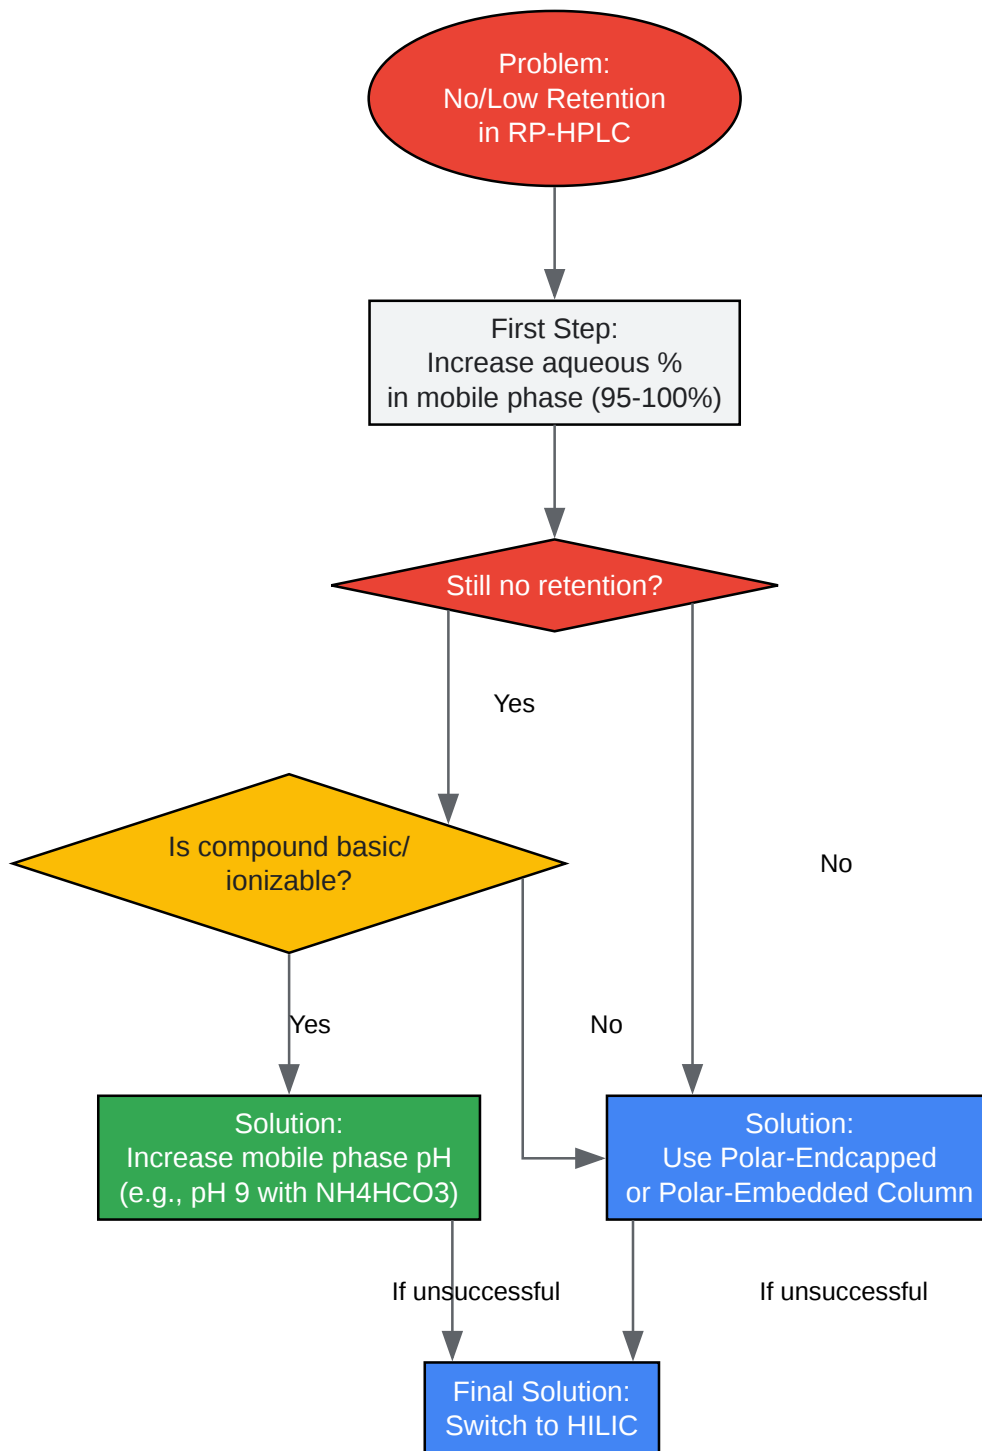 Problem:
No/Low Retention
in RP-HPLC
First Step:
Increase aqueous %
in mobile phase (95-100%)
Still no retention?
Yes
No
Is compound basic/
ionizable?
Yes
No
Solution:
Increase mobile phase pH
(e.g., pH 9 with NH4HCO3)
Solution:
Use Polar-Endcapped
or Polar-Embedded Column
If unsuccessful
If unsuccessful
Final Solution:
Switch to HILIC